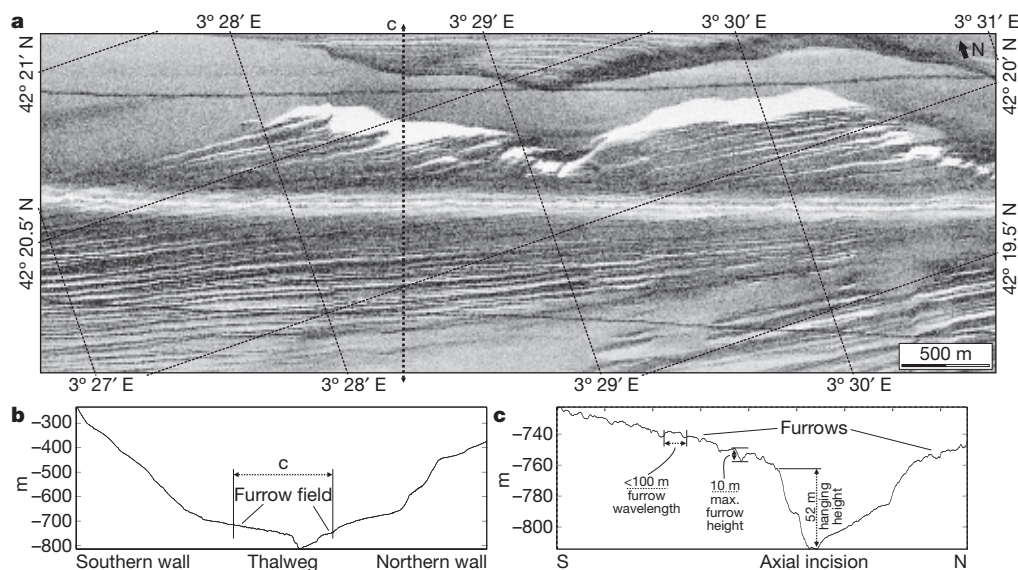 a
3° 28′ E
c
3° 29′ E
3° 30′ E
3° 31′ E
42° 21′ N
42° 20′ N
N
42° 20.5′ N
42° 19.5′ N
500 m
3° 27′ E
3° 28′ E
3° 29′ E
3° 30′ E
b
−300
−400
−500
−600
−700
−800
m
c
Furrow field
Southern wall
Thalweg
Northern wall
c
−740
−760
−780
−800
m
Furrows
<100 m
furrow
wavelength
10 m
max.
furrow
height
52 m
hanging
height
S
Axial incision
N